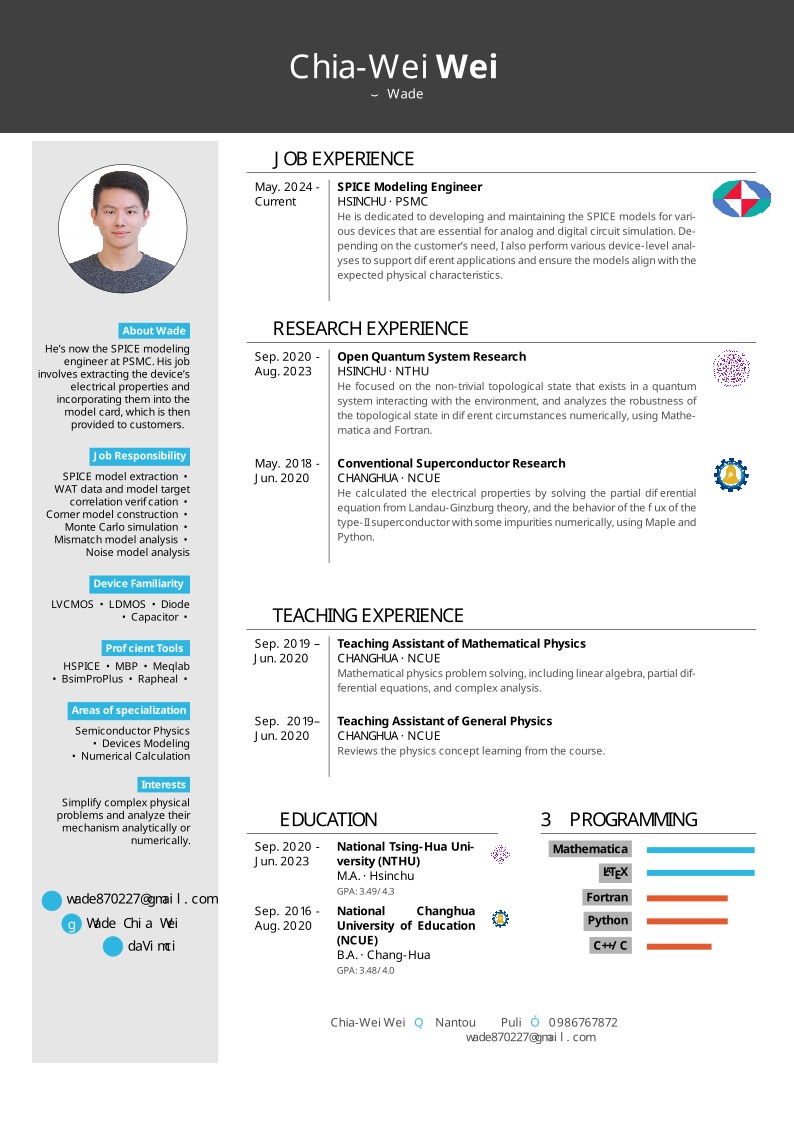 Chia-Wei Wei
⌣ Wade
About Wade
He's now the SPICE modeling
engineer at PSMC. His job
involves extracting the device's
electrical properties and
incorporating them into the
model card, which is then
provided to customers.
Job Responsibility
SPICE model extraction •
WAT data and model target
correlation verif cation •
Corner model construction •
Monte Carlo simulation •
Mismatch model analysis •
Noise model analysis
Device Familiarity
LVCMOS • LDMOS • Diode
• Capacitor •
Prof cient Tools
HSPICE • MBP • Meqlab
• BsimProPlus • Rapheal •
Areas of specialization
Semiconductor Physics
• Devices Modeling
• Numerical Calculation
Interests
Simplify complex physical
problems and analyze their
mechanism analytically or
numerically.
wade870227@gmail.com
g Wade Chia Wei
daVinci
JOB EXPERIENCE
May. 2024 - Current
SPICE Modeling Engineer
HSINCHU · PSMC
He is dedicated to developing and maintaining the SPICE models for vari-
ous devices that are essential for analog and digital circuit simulation. De-
pending on the customer's need, I also perform various device-level anal-
yses to support dif erent applications and ensure the models align with the
expected physical characteristics.
RESEARCH EXPERIENCE
Sep. 2020 - Aug. 2023
Open Quantum System Research
HSINCHU · NTHU
He focused on the non-trivial topological state that exists in a quantum
system interacting with the environment, and analyzes the robustness of
the topological state in dif erent circumstances numerically, using Mathe-
matica and Fortran.
May. 2018 - Jun. 2020
Conventional Superconductor Research
CHANGHUA · NCUE
He calculated the electrical properties by solving the partial dif erential
equation from Landau-Ginzburg theory, and the behavior of the f ux of the
type-II superconductor with some impurities numerically, using Maple and
Python.
TEACHING EXPERIENCE
Sep. 2019 – Jun. 2020
Teaching Assistant of Mathematical Physics
CHANGHUA · NCUE
Mathematical physics problem solving, including linear algebra, partial dif-
ferential equations, and complex analysis.
Sep. 2019– Jun. 2020
Teaching Assistant of General Physics
CHANGHUA · NCUE
Reviews the physics concept learning from the course.
EDUCATION
Sep. 2020 - Jun. 2023
National Tsing-Hua Uni-
versity (NTHU)
M.A. · Hsinchu
GPA: 3.49/ 4.3
Sep. 2016 - Aug. 2020
National Changhua
University of Education
(NCUE)
B.A. · Chang-Hua
GPA: 3.48/ 4.0
3 PROGRAMMING
Mathematica
LATEX
Fortran
Python
C++/ C
Chia-Wei Wei Q Nantou Puli Ó 0986767872
wade870227@gmail.com